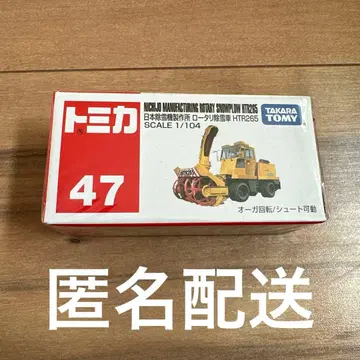 トミカ
47
NICHIJO MANUFACTURING ROTARY SNOWPLOW HTR265
日本除雪機製作所 ロータリ除雪車 HTR265
SCALE 1/104
TAKARA
TOMY
オーガ回転/シュート可動
匿名配送